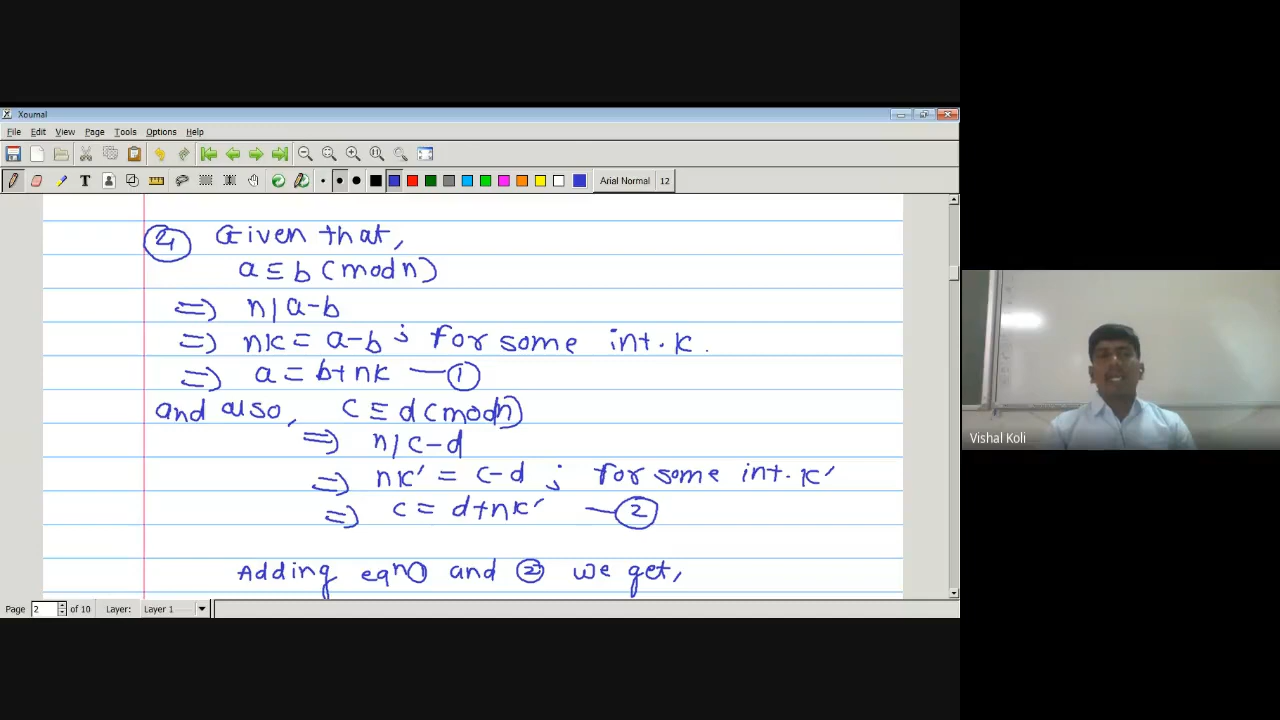 Xournal
File Edit View Page Tools Options Help
Arial Normal 12
4 Given that,
a ≡ b (mod n)
⇒ n | a-b
⇒ nk = a-b ; for some int. k.
⇒ a = b+nk —①
and also, c ≡ d (mod n)
⇒ n | c-d
⇒ nk' = c-d ; for some int. k'
⇒ c = d+nk' —②
Adding eqn ① and ② we get,
Page 2 of 10 Layer: Layer 1
Vishal Koli